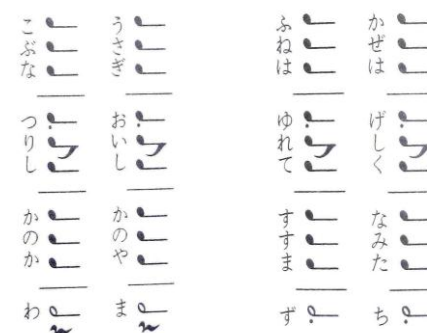 かぜはげしくなみたち
ふねはゆれてすすまず
うさぎおいしかのやま
こぶなつりしかのかわ